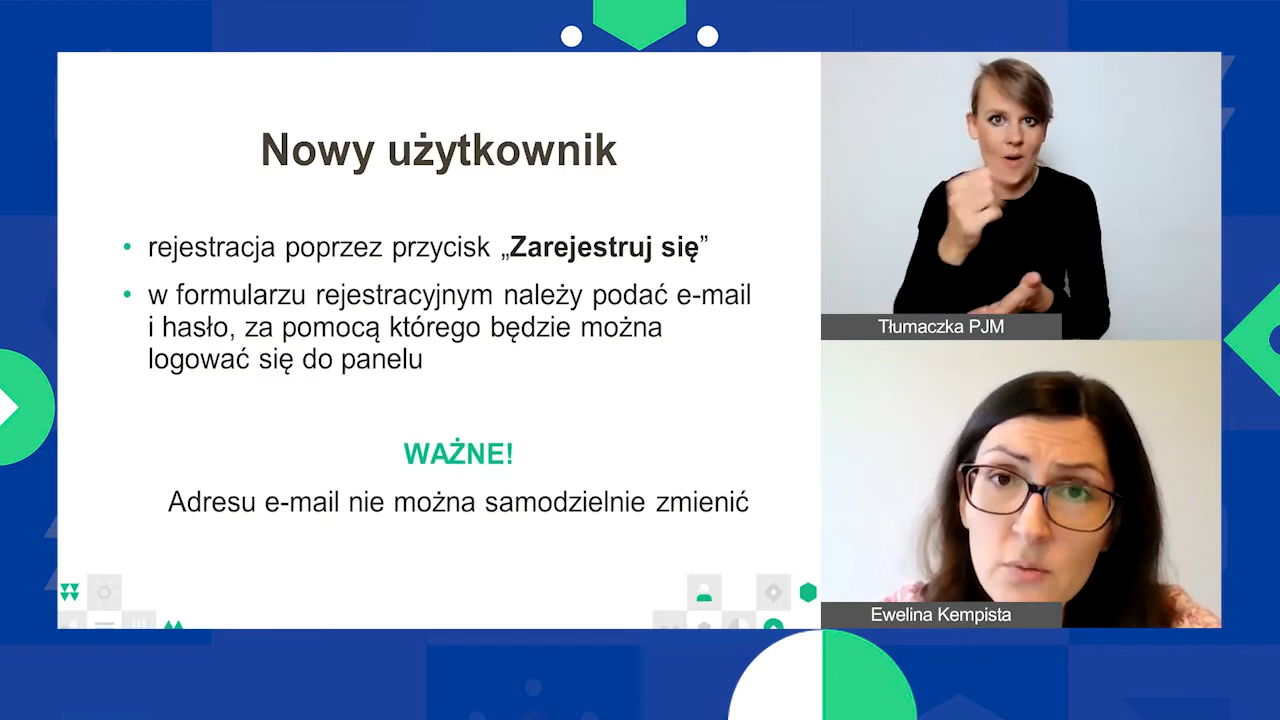 Nowy użytkownik
• rejestracja poprzez przycisk „Zarejestruj się”
• w formularzu rejestracyjnym należy podać e-mail
i hasło, za pomocą którego będzie można
logować się do panelu
WAŻNE!
Adresu e-mail nie można samodzielnie zmienić
Tłumaczka PJM
Ewelina Kempista